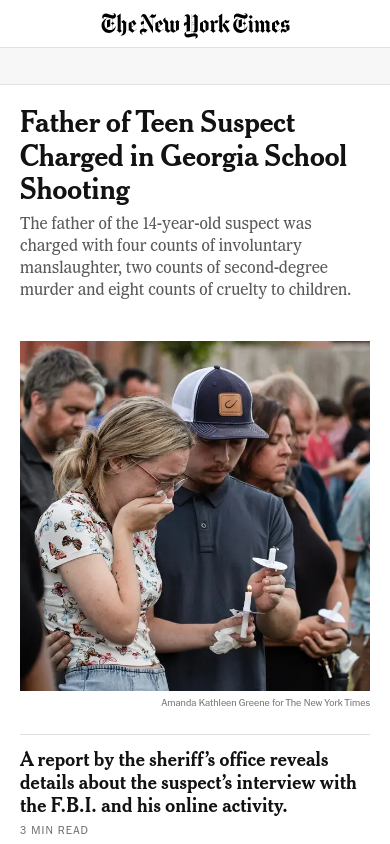 The New York Times
Father of Teen Suspect
Charged in Georgia School
Shooting
The father of the 14-year-old suspect was
charged with four counts of involuntary
manslaughter, two counts of second-degree
murder and eight counts of cruelty to children.
Amanda Kathleen Greene for The New York Times
A report by the sheriff’s office reveals
details about the suspect’s interview with
the F.B.I. and his online activity.
3 MIN READ